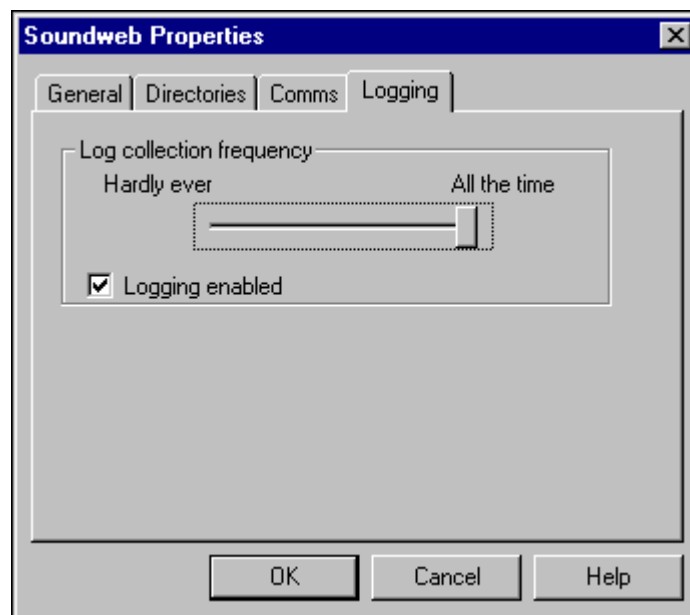 Soundweb Properties
General Directories Comms Logging
Log collection frequency
Hardly ever All the time
Logging enabled
OK Cancel Help